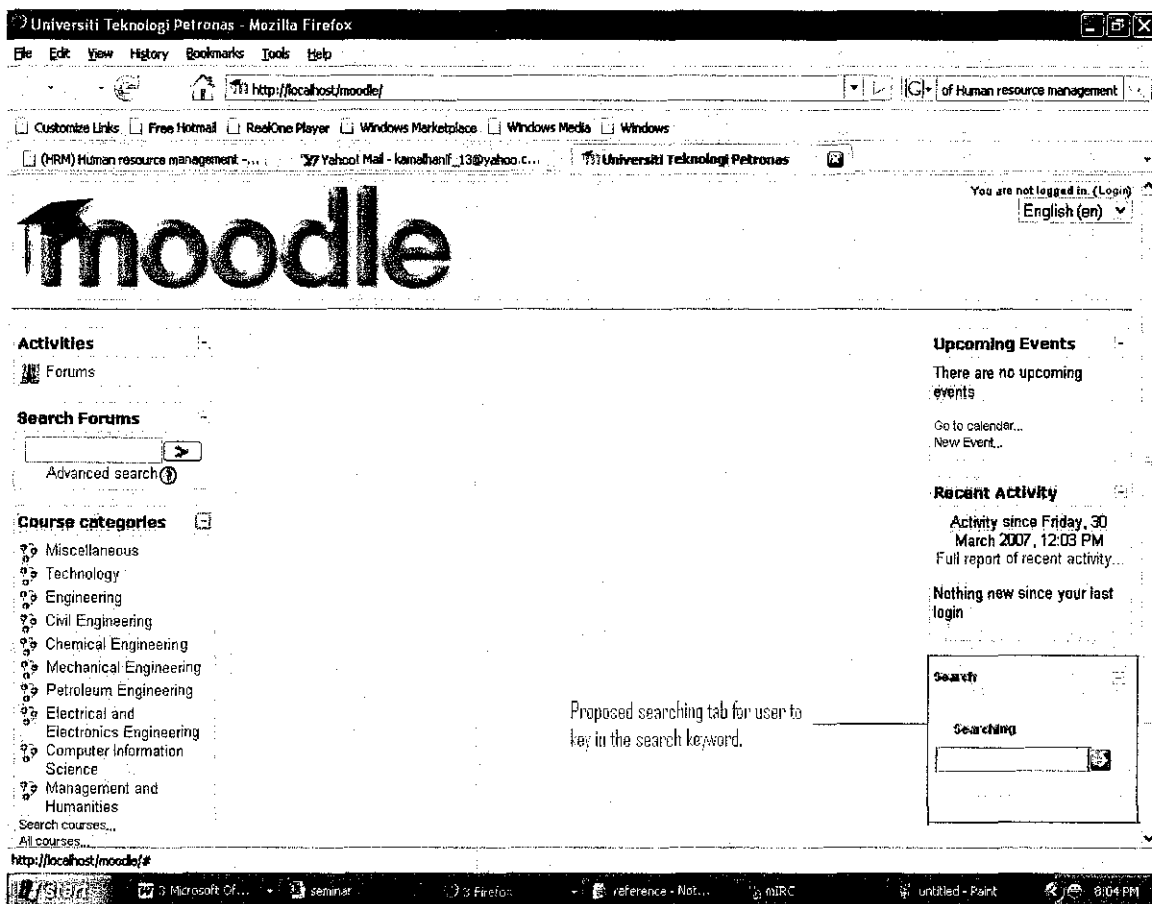 Universiti Teknologi Petronas - Mozilla Firefox
File Edit View History Bookmarks Tools Help
http://localhost/moodle/
G of Human resource management
Customize Links Free Hotmail RealOne Player Windows Marketplace Windows Media Windows
(HRM) Human resource management -... Yahoo! Mail - kamalhanif_13@yahoo.c... Universiti Teknologi Petronas
You are not logged in. (Login)
English (en)
moodle
Activities
Forums
Search Forums
Advanced search
Course categories
Miscellaneous
Technology
Engineering
Civil Engineering
Chemical Engineering
Mechanical Engineering
Petroleum Engineering
Electrical and
Electronics Engineering
Computer Information
Science
Management and
Humanities
Search courses...
All courses...
Proposed searching tab for user to
key in the search keyword.
Upcoming Events
There are no upcoming
events
Go to calendar...
New Event...
Recent Activity
Activity since Friday, 30
March 2007, 12:03 PM
Full report of recent activity...
Nothing new since your last
login
Search
Searching
http://localhost/moodle/#
Start 3 Microsoft Of... seminar 3 Firefox reference - Not... mIRC untitled - Paint 8:04 PM